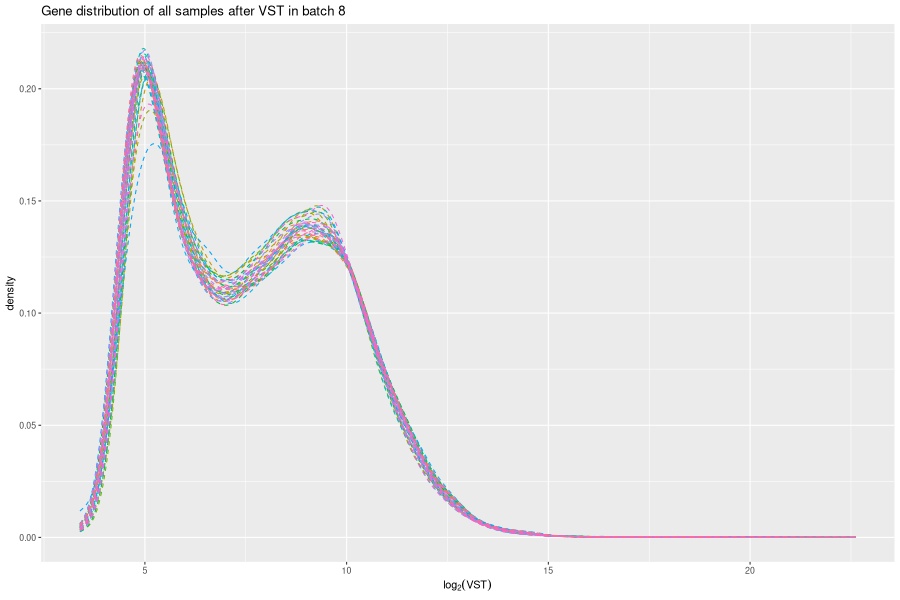 Gene distribution of all samples after VST in batch 8
0.20
0.15
0.10
0.05
0.00
density
5 10 15 20
log2(VST)